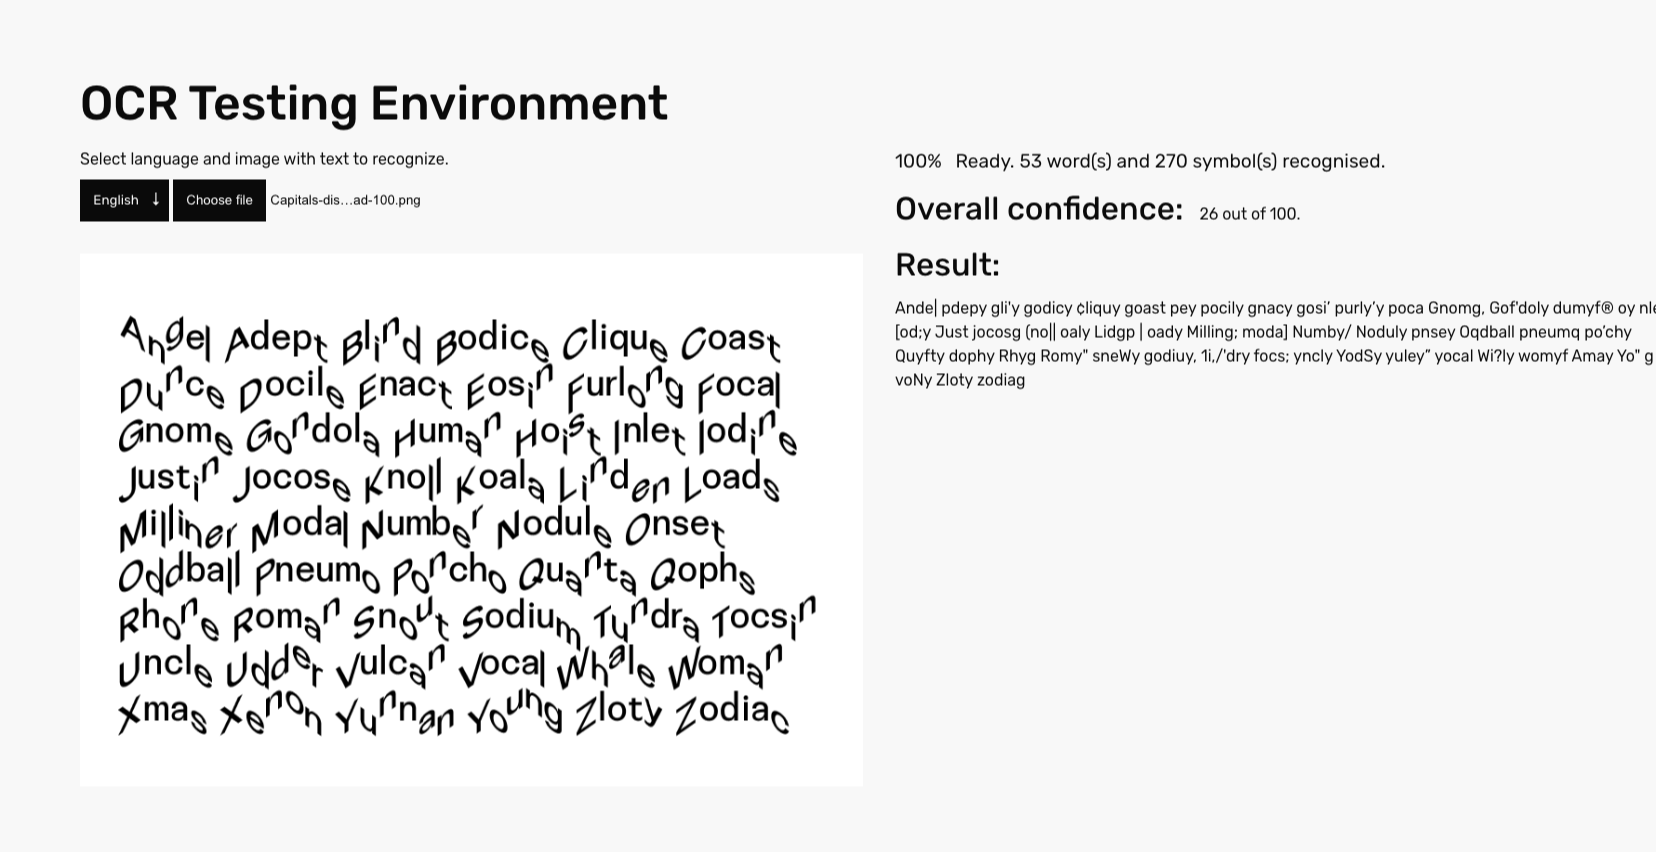 OCR Testing Environment
Select language and image with text to recognize.
English ↓ Choose file Capitals-dis...ad-100.png
Angel Adept Blind Bodice Clique Coast
Dunce Docile Enact Eosin Furlong Focal
Gnome Gondola Human Hoist Inlet Iodine
Justin Jocose Knoll Koala Linden Loads
Milliner Modal Number Nodule Onset
Oddball Pneumo Poncho Quanta Qophs
Rhone Roman Snout Sodium Tundra Tocsin
Uncle Udder Vulcan Vocal Whale Woman
Xmas Xenon Yunnan Young Zloty Zodiac
100% Ready. 53 word(s) and 270 symbol(s) recognised.
Overall confidence: 26 out of 100.
Result:
Ande| pdepy gli'y godicy ¢liquy goast pey pocily gnacy gosi’ purly’y poca Gnomg, Gof'doly dumyf® oy nle
[od;y Just jocosg (no|| oaly Lidgp | oady Milling; moda] Numby/ Noduly pnsey Oqdball pneumq po’chy
Quyfty dophy Rhyg Romy" sneWy godiuy, 1i,/'dry focs; yncly YodSy yuley” yocal Wi?ly womyf Amay Yo" g
voNy Zloty zodiag